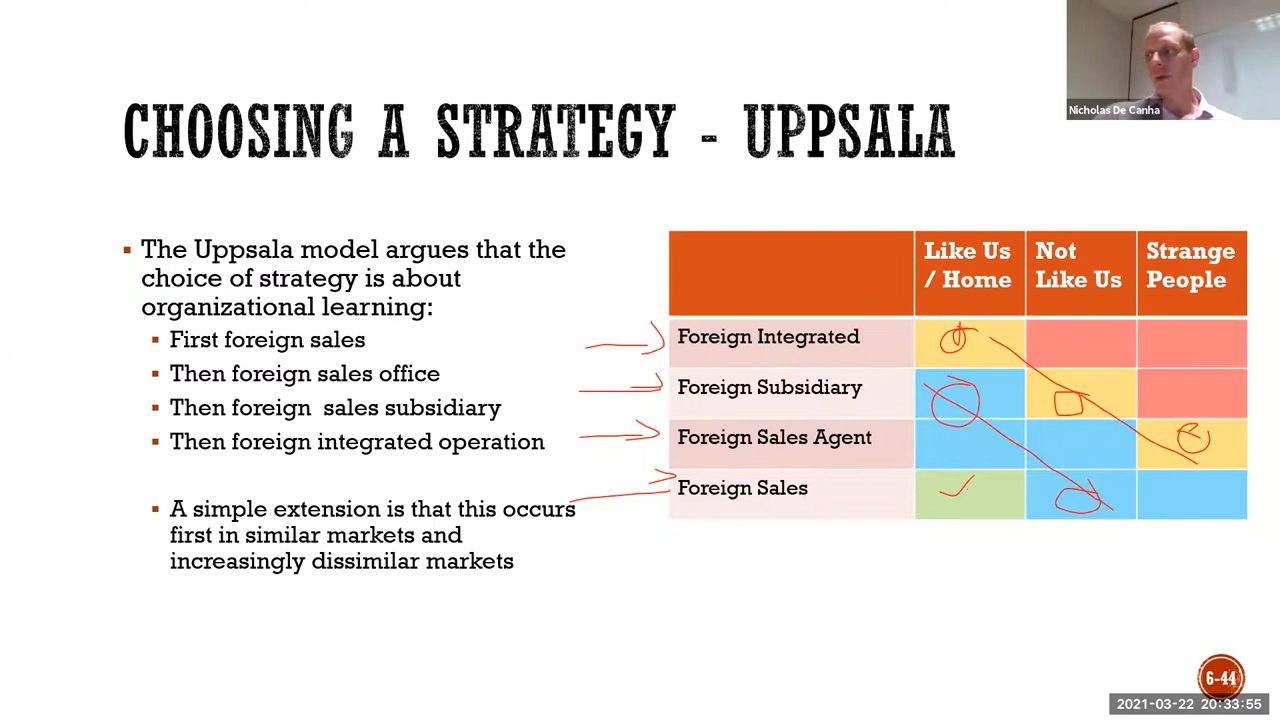 Nicholas De Canha
CHOOSING A STRATEGY - UPPSALA
▪ The Uppsala model argues that the
choice of strategy is about
organizational learning:
▪ First foreign sales
▪ Then foreign sales office
▪ Then foreign sales subsidiary
▪ Then foreign integrated operation
▪ A simple extension is that this occurs
first in similar markets and
increasingly dissimilar markets
Like Us
/ Home
Not
Like Us
Strange
People
Foreign Integrated
Foreign Subsidiary
Foreign Sales Agent
Foreign Sales
6-44
2021-03-22 20:33:55